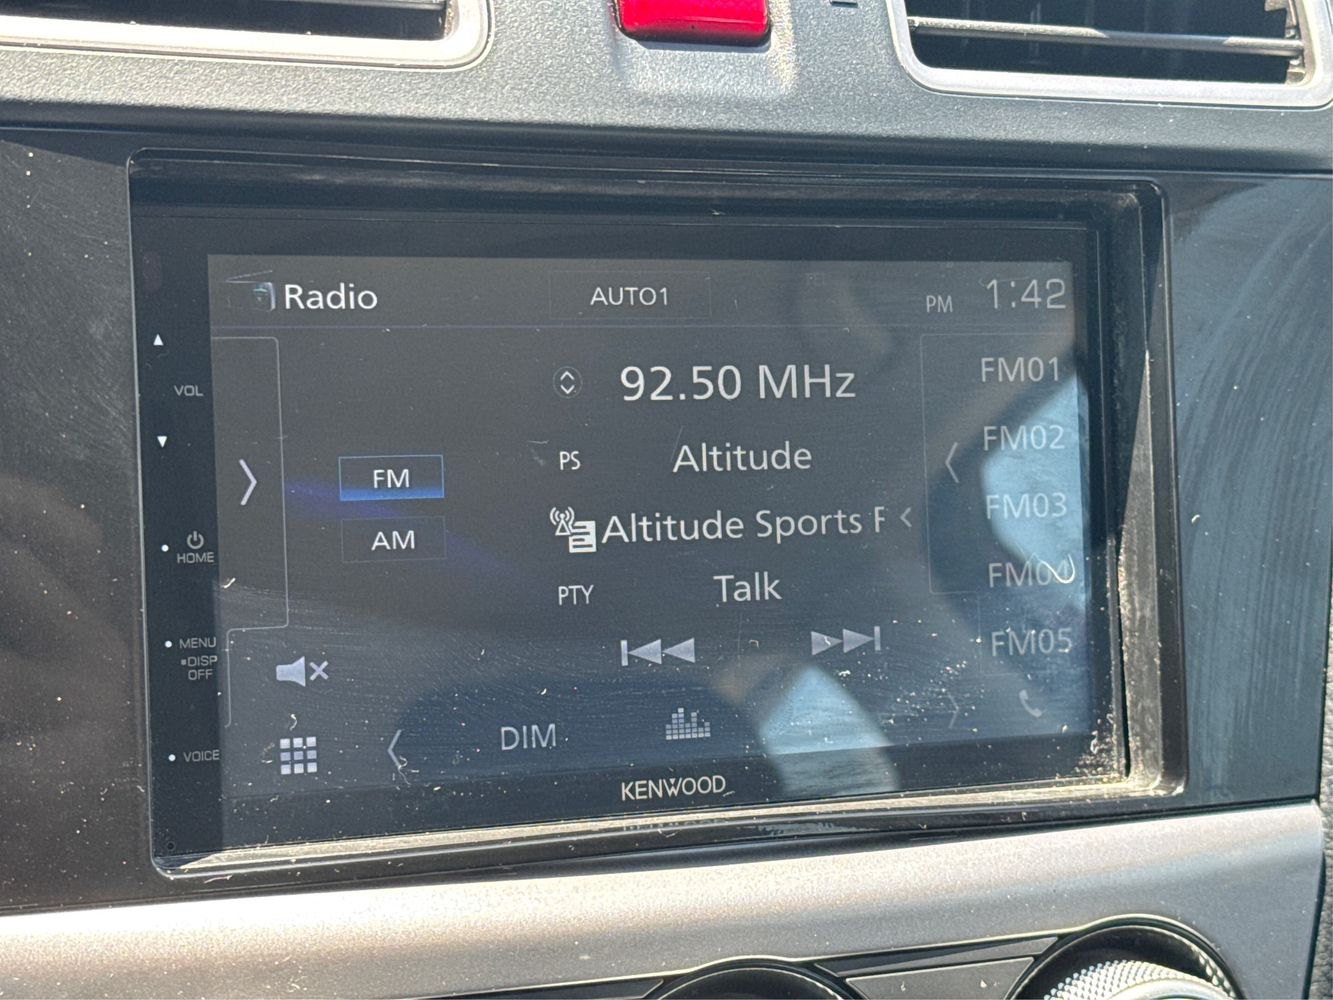 Radio
AUTO1
PM 1:42
VOL
HOME
MENU
DISP
OFF
VOICE
FM
AM
92.50 MHz
PS Altitude
Altitude Sports F
PTY Talk
FM01
FM02
FM03
FM04
FM05
DIM
KENWOOD